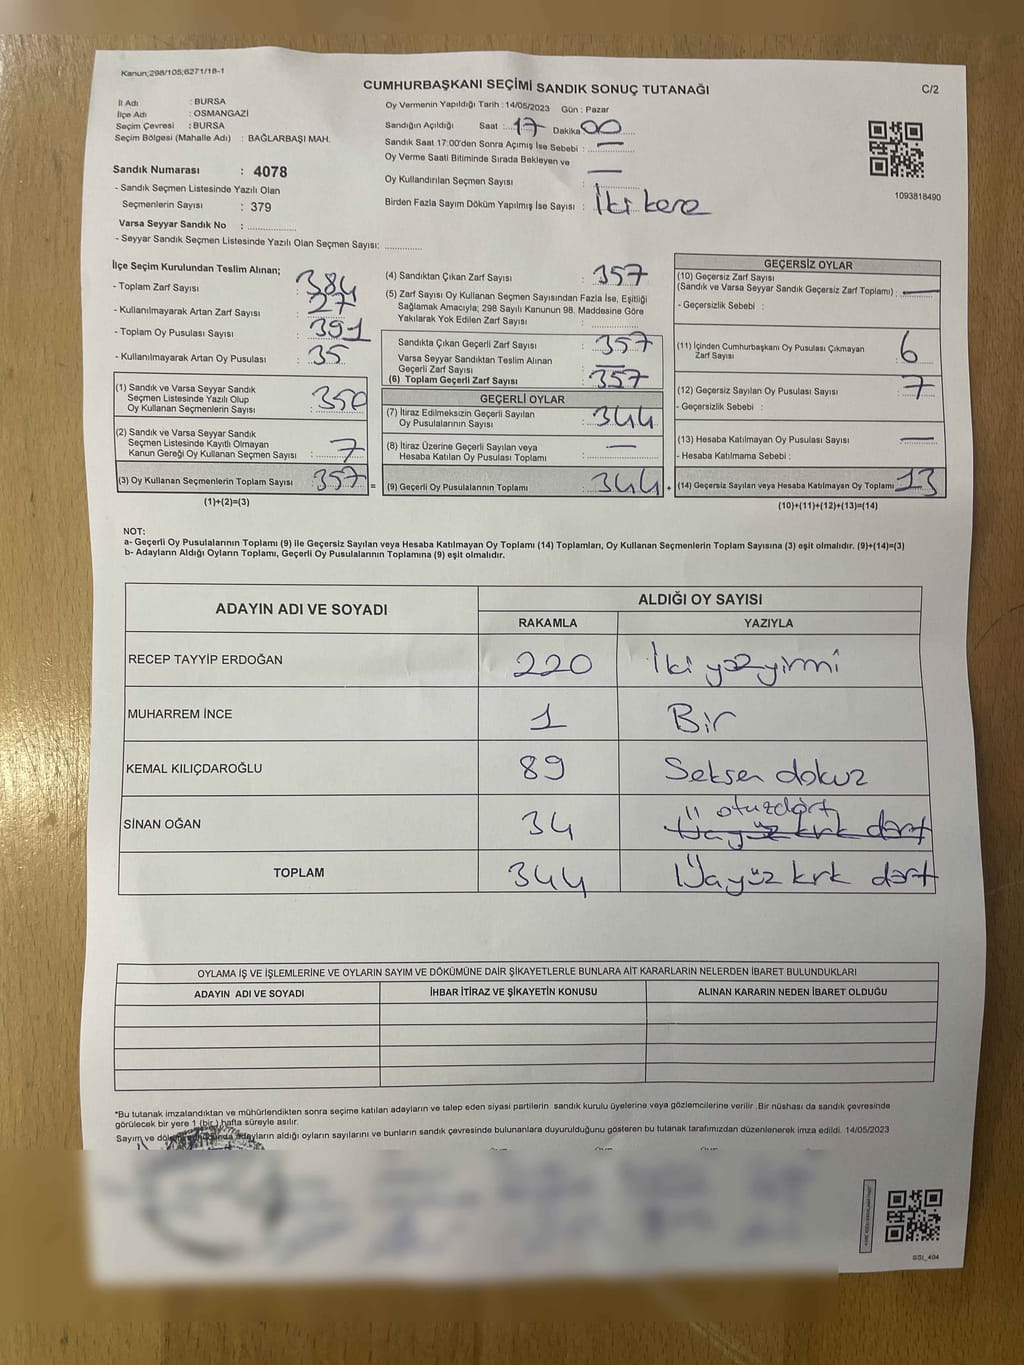 Kanun;298/105;6271/18-1
CUMHURBAŞKANI SEÇİMİ SANDIK SONUÇ TUTANAĞI
C/2
İl Adı : BURSA
İlçe Adı : OSMANGAZİ
Seçim Çevresi : BURSA
Seçim Bölgesi (Mahalle Adı) : BAĞLARBAŞI MAH.
Sandık Numarası : 4078
- Sandık Seçmen Listesinde Yazılı Olan
Seçmenlerin Sayısı : 379
Varsa Seyyar Sandık No : ................
- Seyyar Sandık Seçmen Listesinde Yazılı Olan Seçmen Sayısı: ............
Oy Vermenin Yapıldığı Tarih : 14/05/2023 Gün : Pazar
Sandığın Açıldığı Saat : 17 Dakika 00
Sandık Saat 17:00'den Sonra Açımış İse Sebebi : —
Oy Verme Saati Bitiminde Sırada Bekleyen ve
Oy Kullandırılan Seçmen Sayısı : —
Birden Fazla Sayım Döküm Yapılmış İse Sayısı : İki kere
1093818490
İlçe Seçim Kurulundan Teslim Alınan;
- Toplam Zarf Sayısı : 384
- Kullanılmayarak Artan Zarf Sayısı : 27
- Toplam Oy Pusulası Sayısı : 391
- Kullanılmayarak Artan Oy Pusulası : 35
(1) Sandık ve Varsa Seyyar Sandık
Seçmen Listesinde Yazılı Olup
Oy Kullanan Seçmenlerin Sayısı : 350
(2) Sandık ve Varsa Seyyar Sandık
Seçmen Listesinde Kayıtlı Olmayan
Kanun Gereği Oy Kullanan Seçmen Sayısı : 7
(3) Oy Kullanan Seçmenlerin Toplam Sayısı : 357 =
(1)+(2)=(3)
(4) Sandıktan Çıkan Zarf Sayısı : 357
(5) Zarf Sayısı Oy Kullanan Seçmen Sayısından Fazla İse, Eşitliği
Sağlamak Amacıyla; 298 Sayılı Kanunun 98. Maddesine Göre
Yakılarak Yok Edilen Zarf Sayısı : ................
Sandıkta Çıkan Geçerli Zarf Sayısı : 357
Varsa Seyyar Sandıktan Teslim Alınan
Geçerli Zarf Sayısı : —
(6) Toplam Geçerli Zarf Sayısı : 357
GEÇERLİ OYLAR
(7) İtiraz Edilmeksizin Geçerli Sayılan
Oy Pusulalarının Sayısı : 344
(8) İtiraz Üzerine Geçerli Sayılan veya
Hesaba Katılan Oy Pusulası Toplamı : —
(9) Geçerli Oy Pusulalarının Toplamı : 344 +
GEÇERSİZ OYLAR
(10) Geçersiz Zarf Sayısı
(Sandık ve Varsa Seyyar Sandık Geçersiz Zarf Toplamı) : —
- Geçersizlik Sebebi :
(11) İçinden Cumhurbaşkanı Oy Pusulası Çıkmayan
Zarf Sayısı : 6
(12) Geçersiz Sayılan Oy Pusulası Sayısı : 7
- Geçersizlik Sebebi :
(13) Hesaba Katılmayan Oy Pusulası Sayısı : —
- Hesaba Katılmama Sebebi :
(14) Geçersiz Sayılan veya Hesaba Katılmayan Oy Toplamı : 13
(10)+(11)+(12)+(13)=(14)
NOT:
a- Geçerli Oy Pusulalarının Toplamı (9) ile Geçersiz Sayılan veya Hesaba Katılmayan Oy Toplamı (14) Toplamları, Oy Kullanan Seçmenlerin Toplam Sayısına (3) eşit olmalıdır. (9)+(14)=(3)
b- Adayların Aldığı Oyların Toplamı, Geçerli Oy Pusulalarının Toplamına (9) eşit olmalıdır.
ADAYIN ADI VE SOYADI ALDIĞI OY SAYISI
RAKAMLA YAZIYLA
RECEP TAYYİP ERDOĞAN 220 İki yüz yirmi
MUHARREM İNCE 1 Bir
KEMAL KILIÇDAROĞLU 89 Seksen dokuz
SİNAN OĞAN 34 otuzdört
Üçyüz kırk dört
TOPLAM 344 Üçyüz kırk dört
OYLAMA İŞ VE İŞLEMLERİNE VE OYLARIN SAYIM VE DÖKÜMÜNE DAİR ŞİKAYETLERLE BUNLARA AİT KARARLARIN NELERDEN İBARET BULUNDUKLARI
ADAYIN ADI VE SOYADI İHBAR İTİRAZ VE ŞİKAYETİN KONUSU ALINAN KARARIN NEDEN İBARET OLDUĞU
*Bu tutanak imzalandıktan ve mühürlendikten sonra seçime katılan adayların ve talep eden siyasi partilerin sandık kurulu üyelerine veya gözlemcilerine verilir .Bir nüshası da sandık çevresinde
görülecek bir yere 1 (bir ) hafta süreyle asılır.
Sayım ve döküm sonucunda adayların aldığı oyların sayılarını ve bunların sandık çevresinde bulunanlara duyurulduğunu gösteren bu tutanak tarafımızdan düzenlenerek imza edildi. 14/05/2023
SSI_404